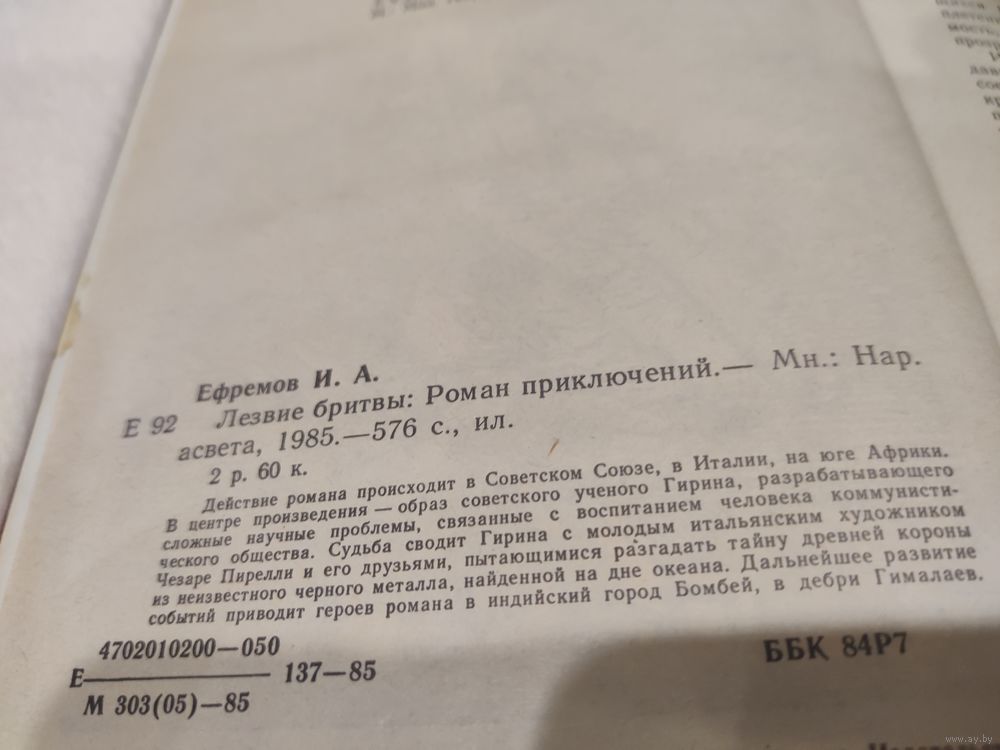 Ефремов И. А.
Е 92 Лезвие бритвы: Роман приключений.— Мн.: Нар.
асвета, 1985.—576 с., ил.
2 р. 60 к.
Действие романа происходит в Советском Союзе, в Италии, на юге Африки.
В центре произведения — образ советского ученого Гирина, разрабатывающего
сложные научные проблемы, связанные с воспитанием человека коммунисти-
ческого общества. Судьба сводит Гирина с молодым итальянским художником
Чезаре Пирелли и его друзьями, пытающимися разгадать тайну древней короны
из неизвестного черного металла, найденной на дне океана. Дальнейшее развитие
событий приводит героев романа в индийский город Бомбей, в дебри Гималаев.
4702010200—050
Е 137—85
М 303(05)—85
ББК 84Р7
www.ay.by